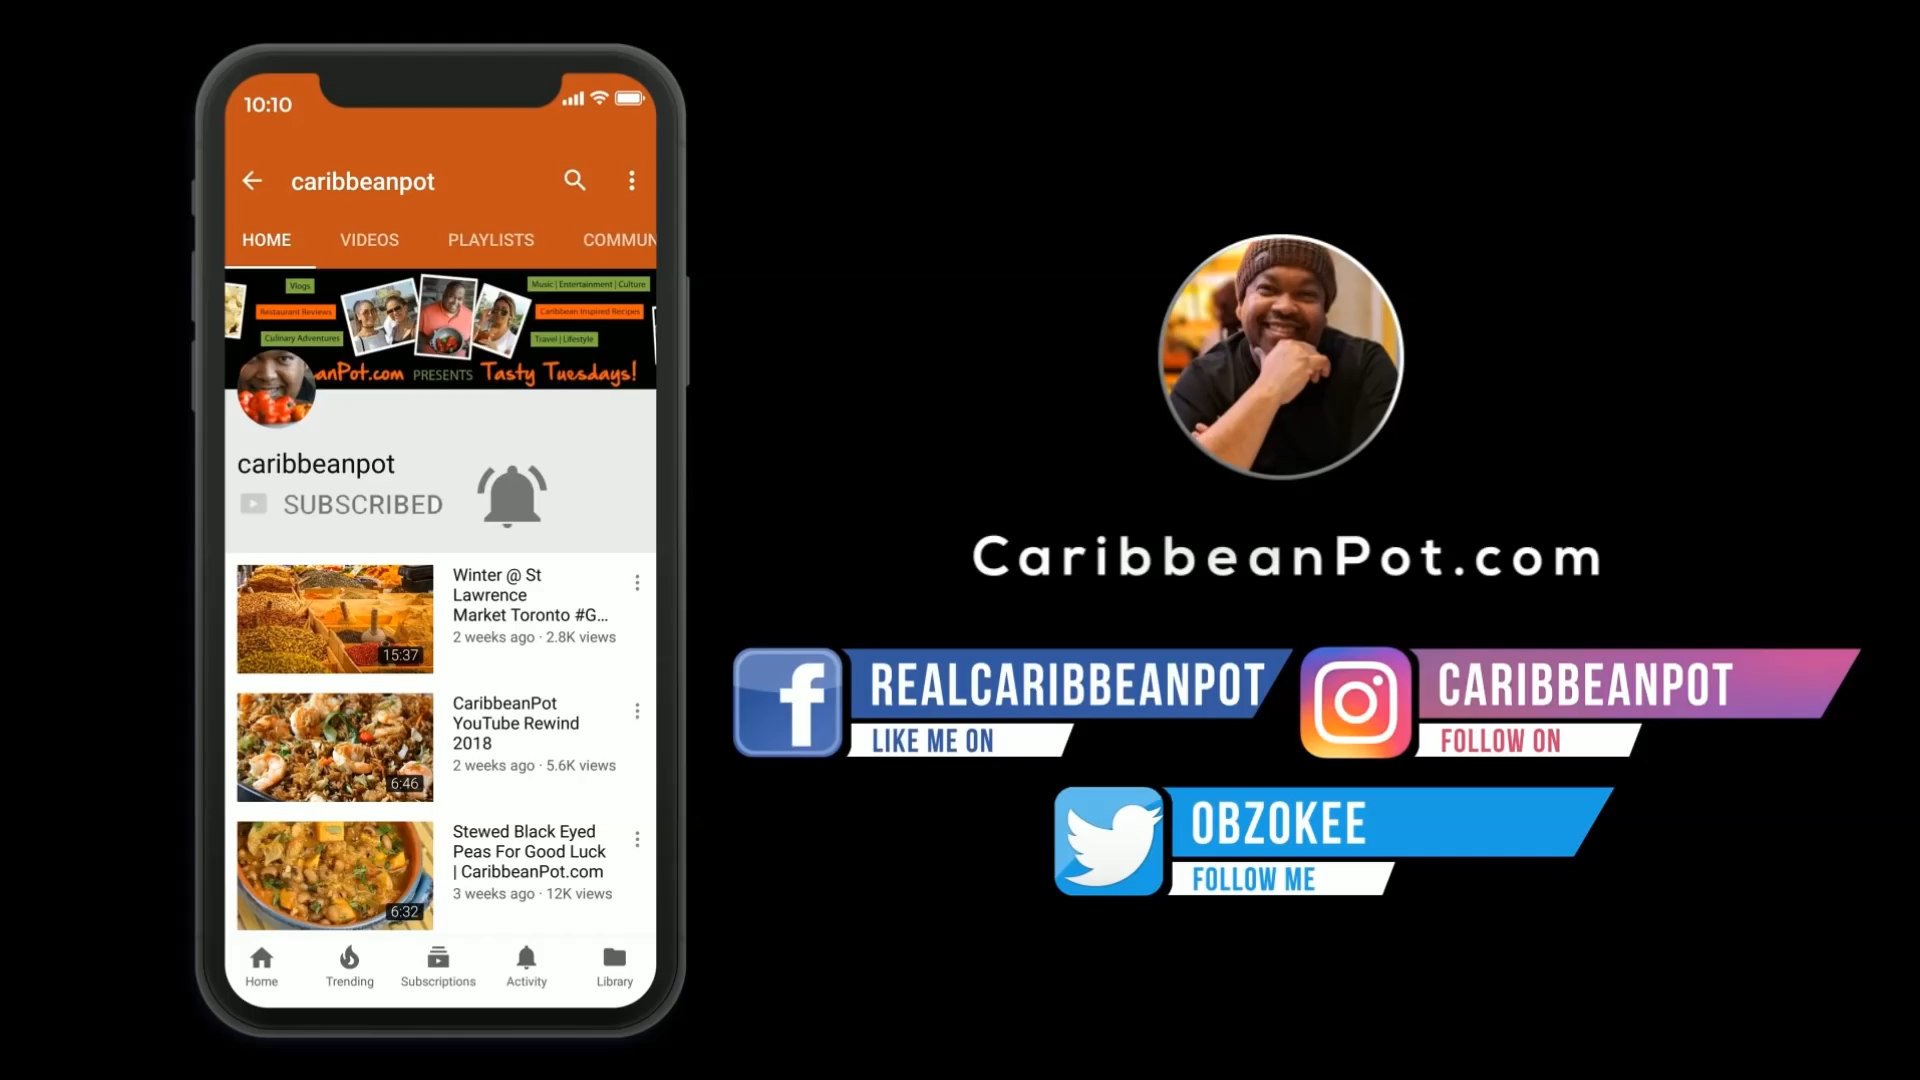 10:10
caribbeanpot
HOME VIDEOS PLAYLISTS COMMUN
Vlogs
Music | Entertainment | Culture
Restaurant Reviews
Caribbean Inspired Recipes
Culinary Adventures
Travel | Lifestyle
anPot.com PRESENTS Tasty Tuesdays!
caribbeanpot
SUBSCRIBED
Winter @ St
Lawrence
Market Toronto #G...
2 weeks ago · 2.8K views
15:37
CaribbeanPot
YouTube Rewind
2018
2 weeks ago · 5.6K views
6:46
Stewed Black Eyed
Peas For Good Luck
| CaribbeanPot.com
3 weeks ago · 12K views
6:32
Home Trending Subscriptions Activity Library
CaribbeanPot.com
f REALCARIBBEANPOT
LIKE ME ON
CARIBBEANPOT
FOLLOW ON
OBZOKEE
FOLLOW ME